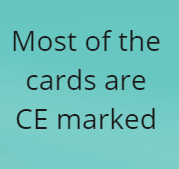 Most of the
cards are
CE marked